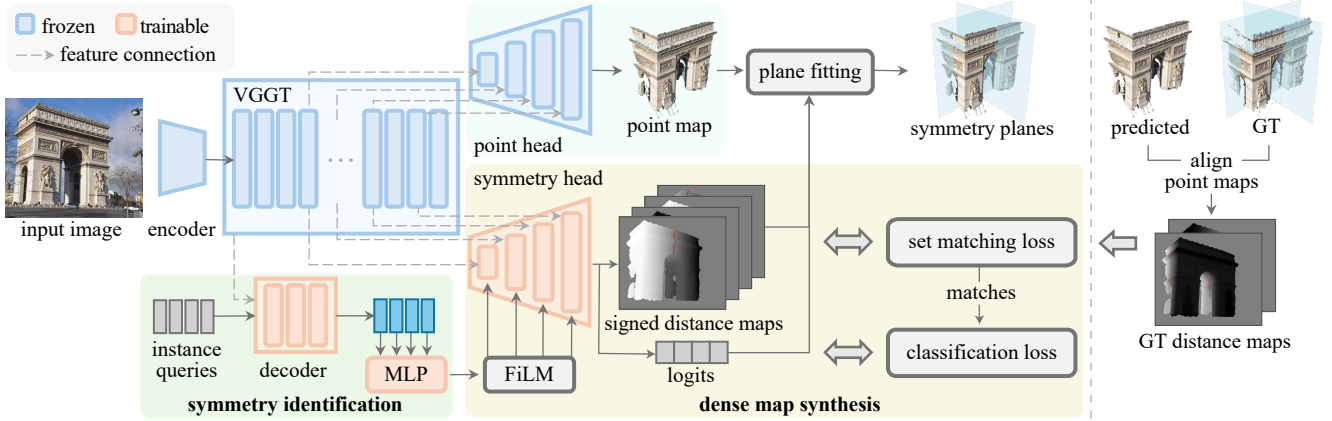 frozen
trainable
feature connection
VGGT
input image
encoder
point head
point map
plane fitting
symmetry planes
symmetry head
signed distance maps
logits
set matching loss
matches
classification loss
instance
queries
decoder
MLP
FiLM
symmetry identification
dense map synthesis
predicted
GT
align
point maps
GT distance maps